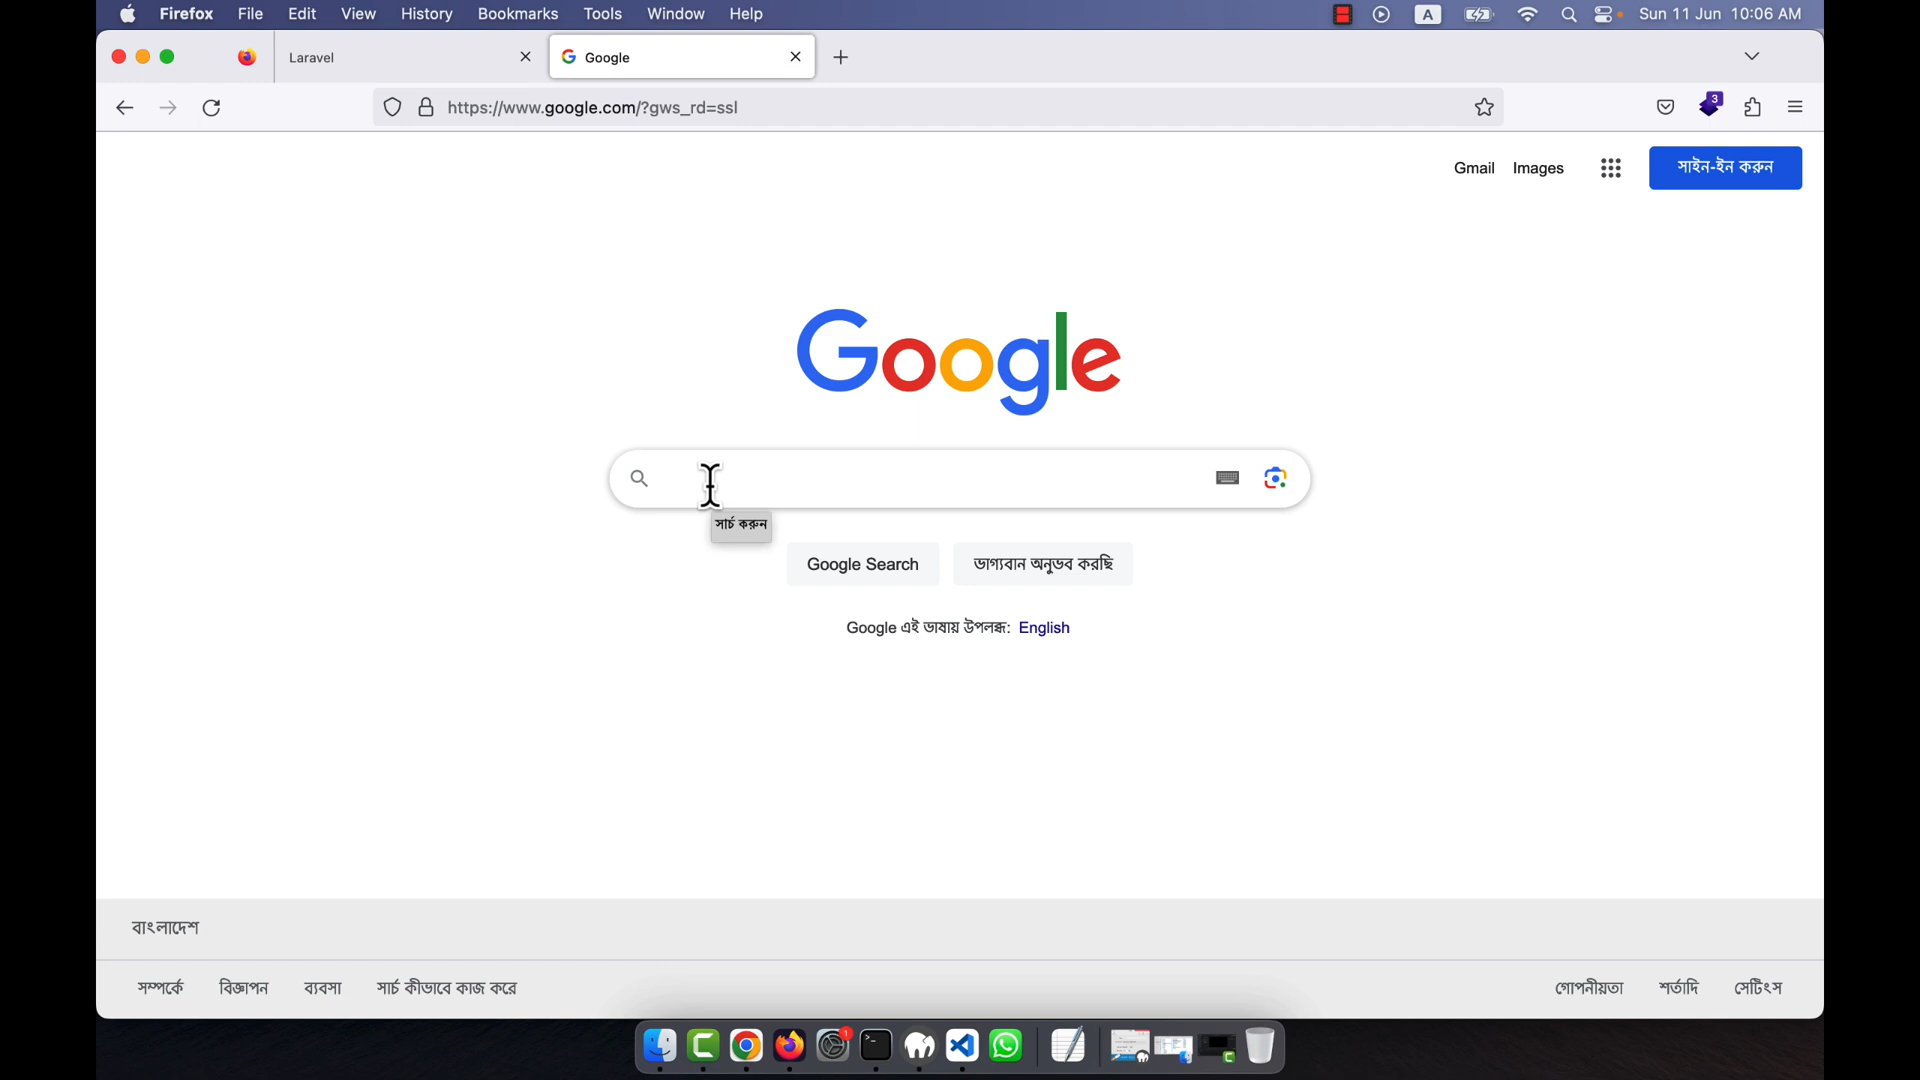 Firefox File Edit View History Bookmarks Tools Window Help A Sun 11 Jun 10:06 AM
Laravel Google
https://www.google.com/?gws_rd=ssl 3
Gmail Images সাইন-ইন করুন
Google
সার্চ করুন
Google Search ভাগ্যবান অনুভব করছি
Google এই ভাষায় উপলব্ধ: English
বাংলাদেশ
সম্পর্কে বিজ্ঞাপন ব্যবসা সার্চ কীভাবে কাজ করে গোপনীয়তা শর্তাদি সেটিংস
1